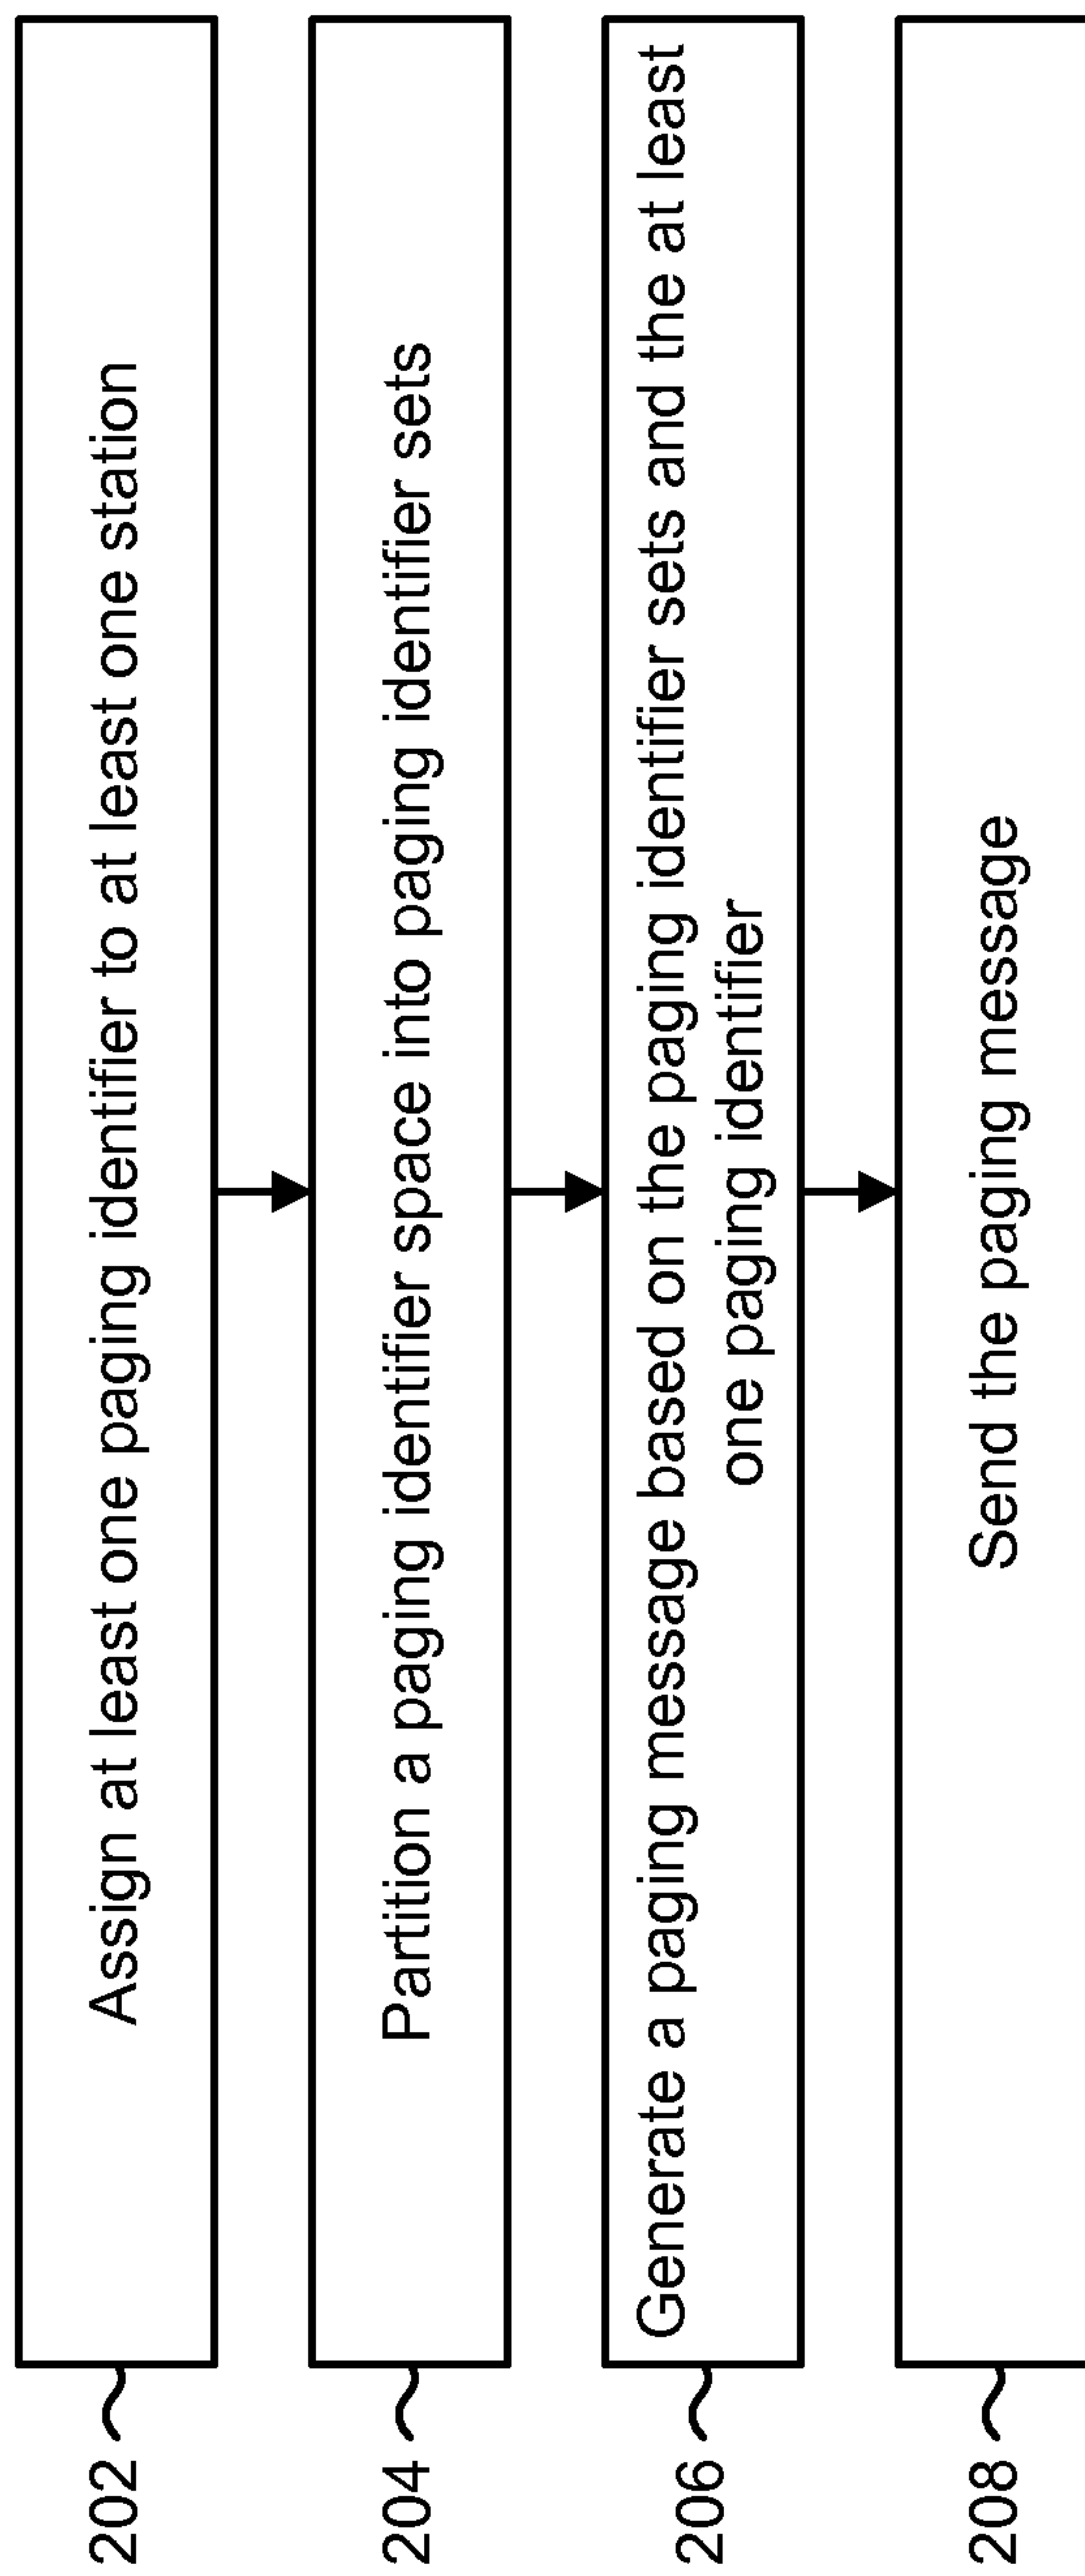 202
Assign at least one paging identifier to at least one station
204
Partition a paging identifier space into paging identifier sets
206
Generate a paging message based on the paging identifier sets and the at least
one paging identifier
208
Send the paging message